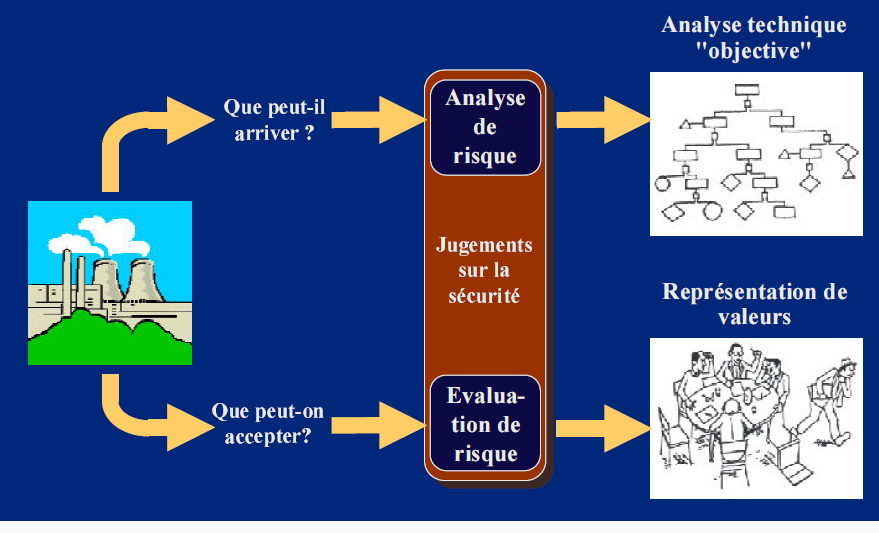 Analyse technique
"objective"
Que peut-il
arriver ?
Analyse
de
risque
Jugements
sur la
sécurité
Représentation de
valeurs
Que peut-on
accepter?
Evalua-
tion de
risque